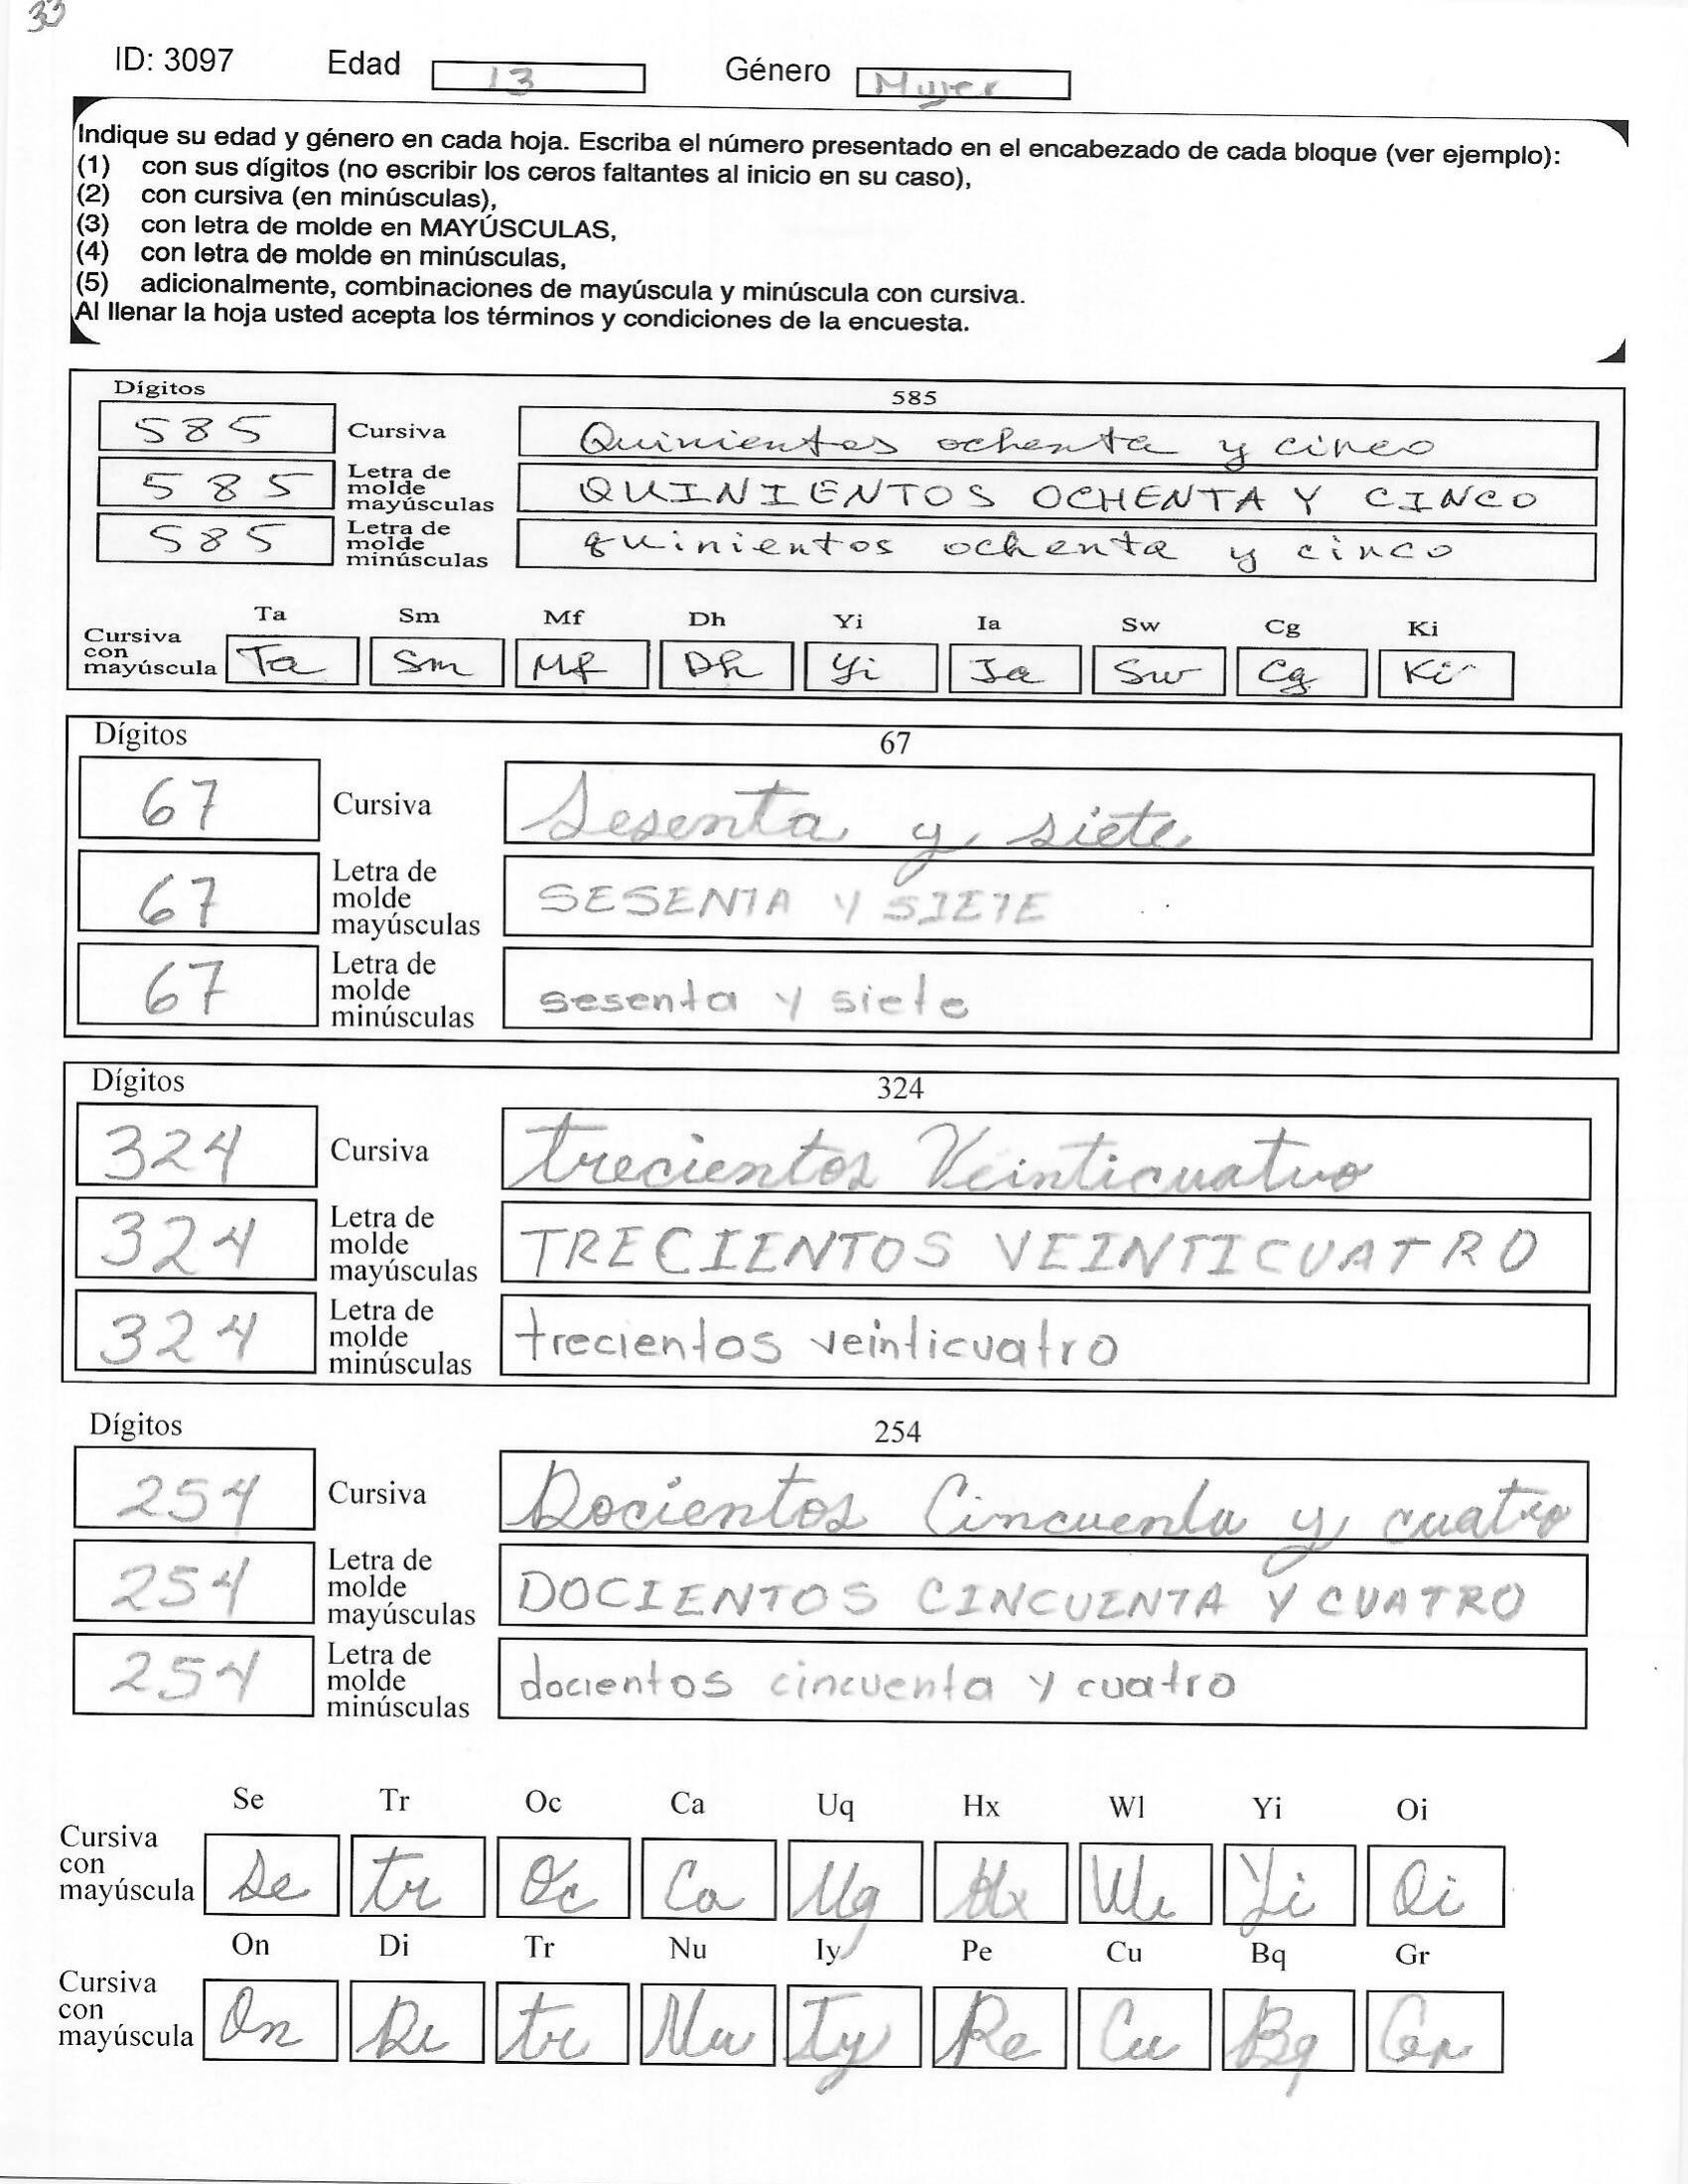 33
ID: 3097 Edad 13 Género Mujer
Indique su edad y género en cada hoja. Escriba el número presentado en el encabezado de cada bloque (ver ejemplo):
(1) con sus dígitos (no escribir los ceros faltantes al inicio en su caso),
(2) con cursiva (en minúsculas),
(3) con letra de molde en MAYÚSCULAS,
(4) con letra de molde en minúsculas,
(5) adicionalmente, combinaciones de mayúscula y minúscula con cursiva.
Al llenar la hoja usted acepta los términos y condiciones de la encuesta.
Dígitos 585
585 Cursiva Quinientos ochenta y cinco
585 Letra de molde mayúsculas QUINIENTOS OCHENTA Y CINCO
585 Letra de molde minúsculas quinientos ochenta y cinco
Ta Sm Mf Dh Yi Ia Sw Cg Ki
Cursiva con mayúscula Ta Sm Mf Dh Yi Ia Sw Cg Ki
Dígitos 67
67 Cursiva Sesenta y siete
67 Letra de molde mayúsculas SESENTA Y SIETE
67 Letra de molde minúsculas sesenta y siete
Dígitos 324
324 Cursiva trecientos Veinticuatro
324 Letra de molde mayúsculas TRECIENTOS VEINTICUATRO
324 Letra de molde minúsculas trecientos veinticuatro
Dígitos 254
254 Cursiva Docientos Cincuenta y cuatro
254 Letra de molde mayúsculas DOCIENTOS CINCUENTA Y CUATRO
254 Letra de molde minúsculas docientos cincuenta y cuatro
Se Tr Oc Ca Uq Hx Wl Yi Oi
Cursiva con mayúscula Se tr Oc Ca Uq Hx Wl Yi Oi
On Di Tr Nu Iy Pe Cu Bq Gr
Cursiva con mayúscula On Di tr Nu Iy Pe Cu Bq Gr